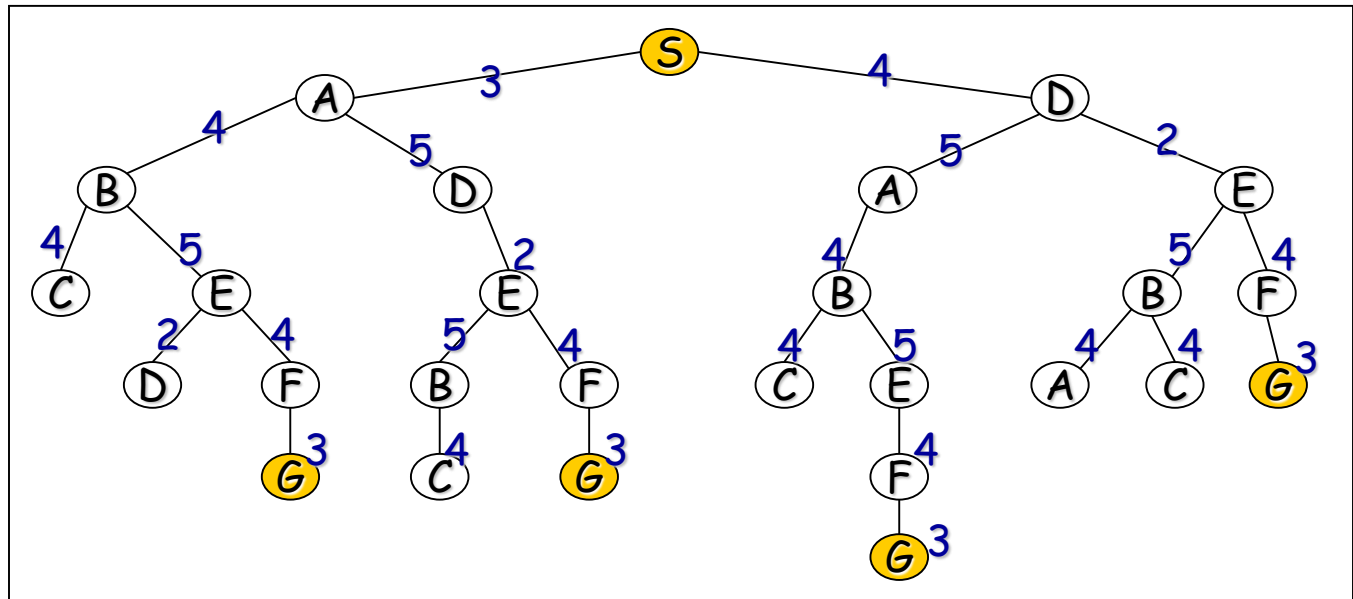 S
3 4
A D
4 5 5 2
B D A E
4 5 2 4 5 4
C E E B B F
2 4 5 4 4 5 4 4 3
D F B F C E A C G
3 4 3 4
G C G F
G 3